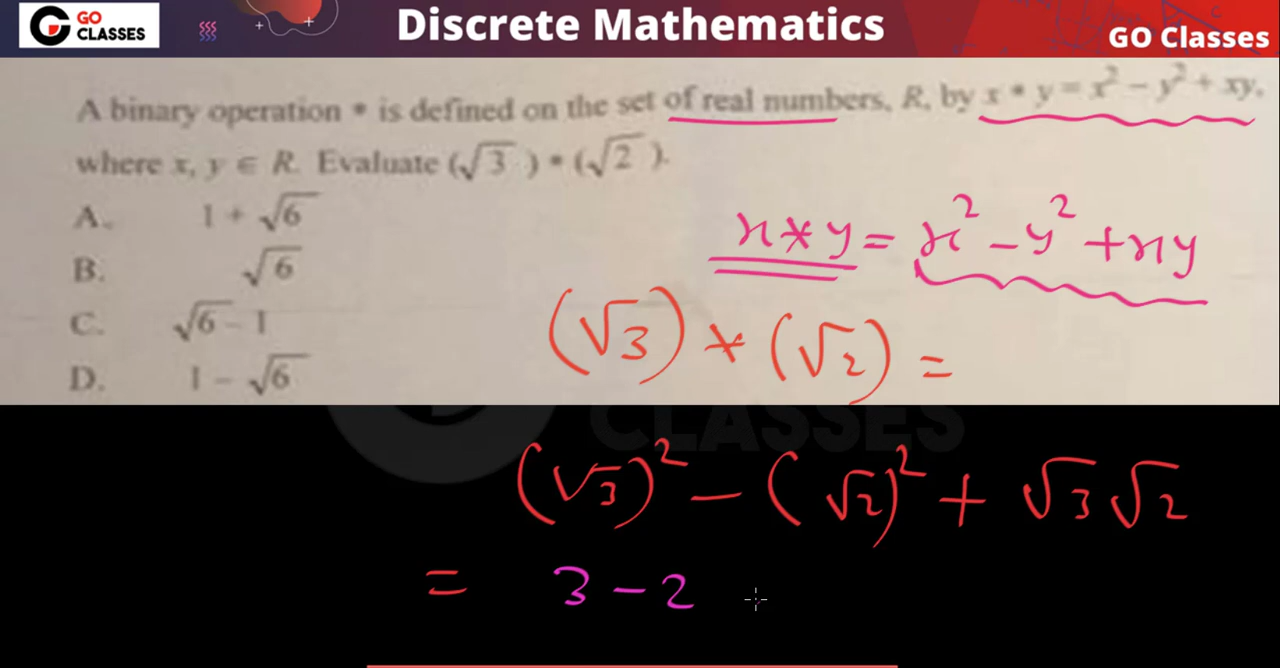 GO
CLASSES
Discrete Mathematics
GO Classes
A binary operation * is defined on the set of real numbers, R, by x * y = x² − y² + xy,
where x, y ∈ R. Evaluate (√3) * (√2).
A. 1 + √6
B. √6
C. √6 − 1
D. 1 − √6
x * y = x² − y² + xy
(√3) * (√2) =
CLASSES
(√3)² − (√2)² + √3 √2
= 3 − 2